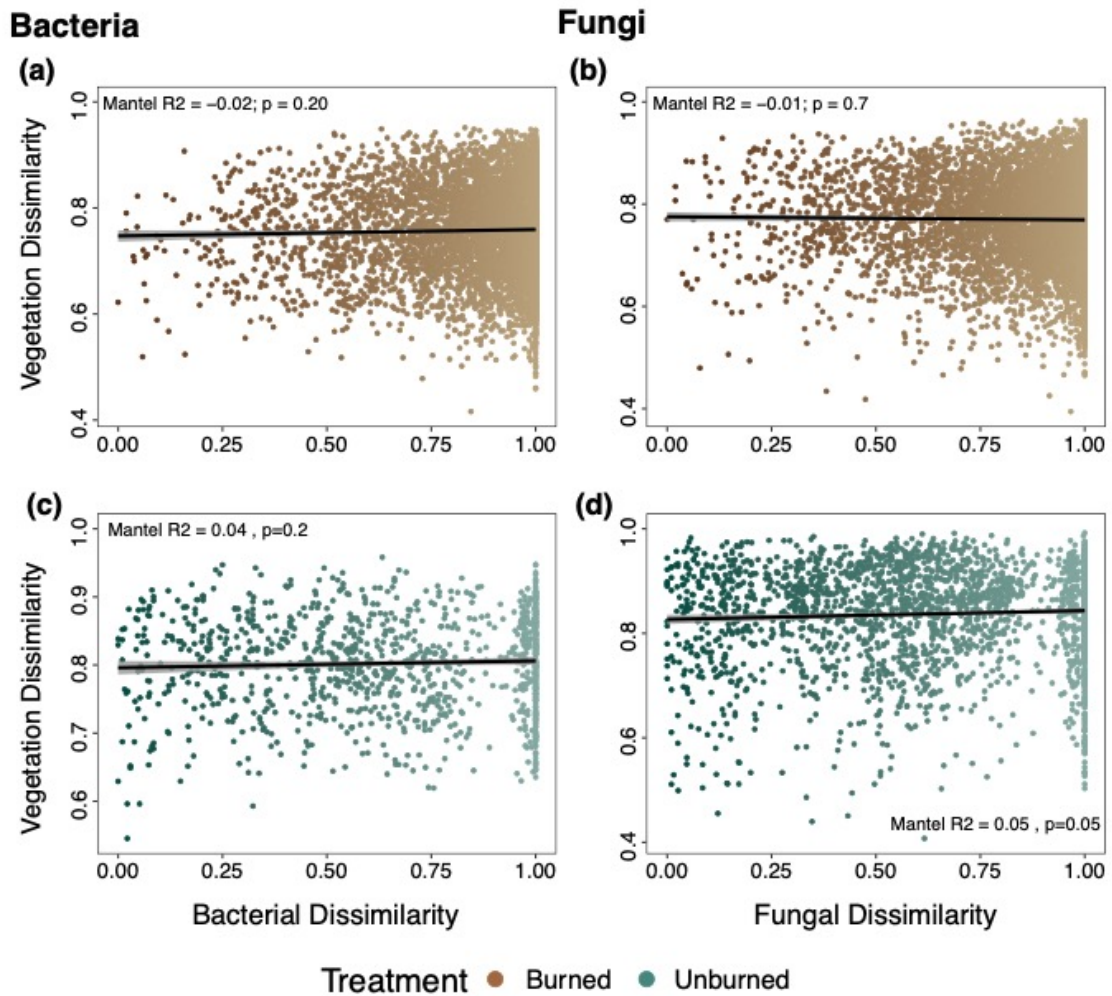 Bacteria
Fungi
(a)
(b)
Mantel R2 = −0.02; p = 0.20
Mantel R2 = −0.01; p = 0.7
Vegetation Dissimilarity
1.0
0.8
0.6
0.4
1.0
0.8
0.6
0.4
0.00 0.25 0.50 0.75 1.00
0.00 0.25 0.50 0.75 1.00
(c)
(d)
Mantel R2 = 0.04 , p=0.2
Vegetation Dissimilarity
1.0
0.9
0.8
0.7
0.6
1.0
0.8
0.6
0.4
Mantel R2 = 0.05 , p=0.05
0.00 0.25 0.50 0.75 1.00
0.00 0.25 0.50 0.75 1.00
Bacterial Dissimilarity
Fungal Dissimilarity
Treatment Burned Unburned